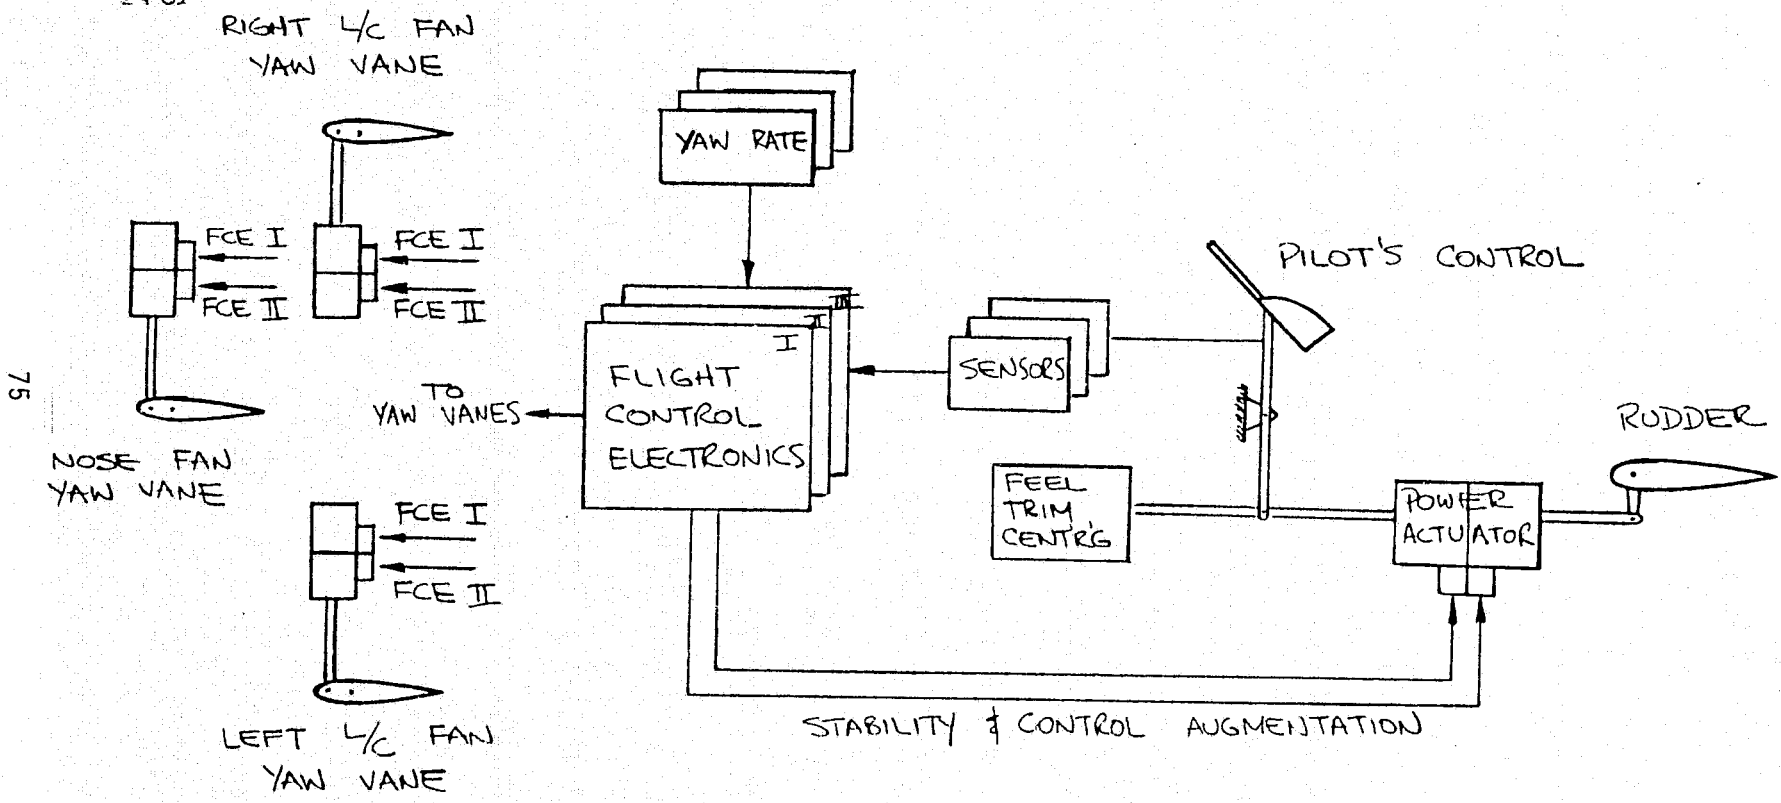 RIGHT L/C FAN
YAW VANE
YAW RATE
FCE I
FCE II
FCE I
FCE II
PILOT'S CONTROL
III
II
I
FLIGHT
CONTROL
ELECTRONICS
SENSORS
TO
YAW VANES
75
NOSE FAN
YAW VANE
RUDDER
FEEL
TRIM
CENTR'G
POWER
ACTUATOR
FCE I
FCE II
STABILITY & CONTROL AUGMENTATION
LEFT L/C FAN
YAW VANE